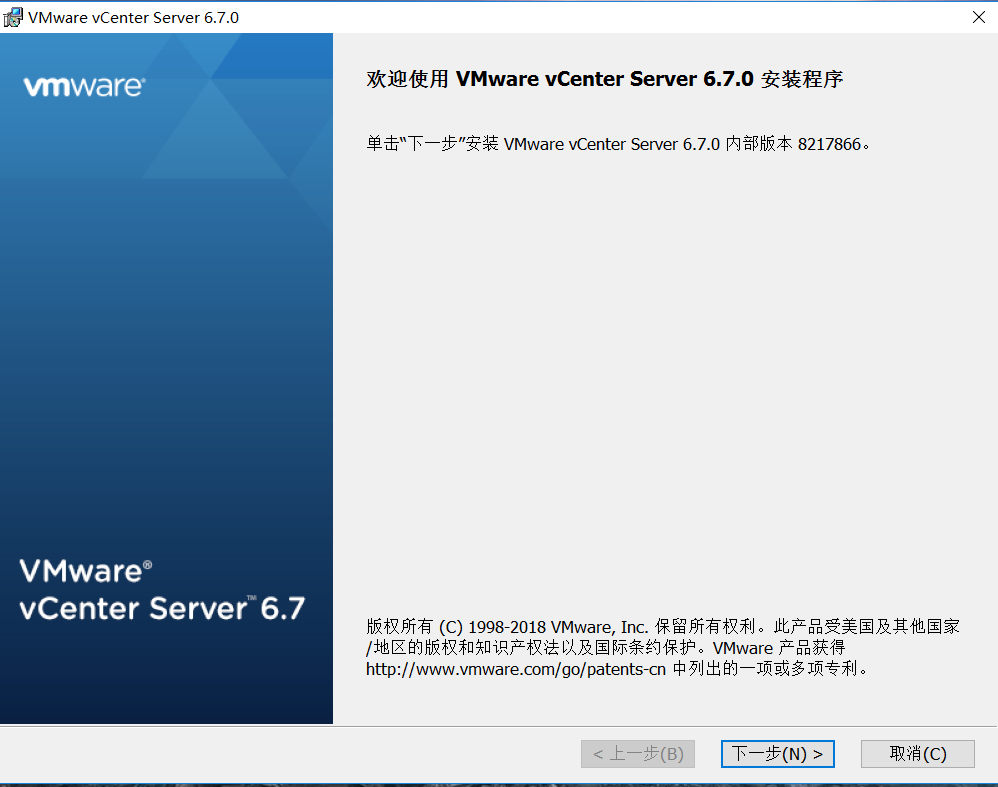 VMware vCenter Server 6.7.0
vmware®
欢迎使用 VMware vCenter Server 6.7.0 安装程序
单击“下一步”安装 VMware vCenter Server 6.7.0 内部版本 8217866。
VMware®
vCenter Server™ 6.7
版权所有 (C) 1998-2018 VMware, Inc. 保留所有权利。此产品受美国及其他国家
/地区的版权和知识产权法以及国际条约保护。VMware 产品获得
http://www.vmware.com/go/patents-cn 中列出的一项或多项专利。
< 上一步(B)
下一步(N) >
取消(C)